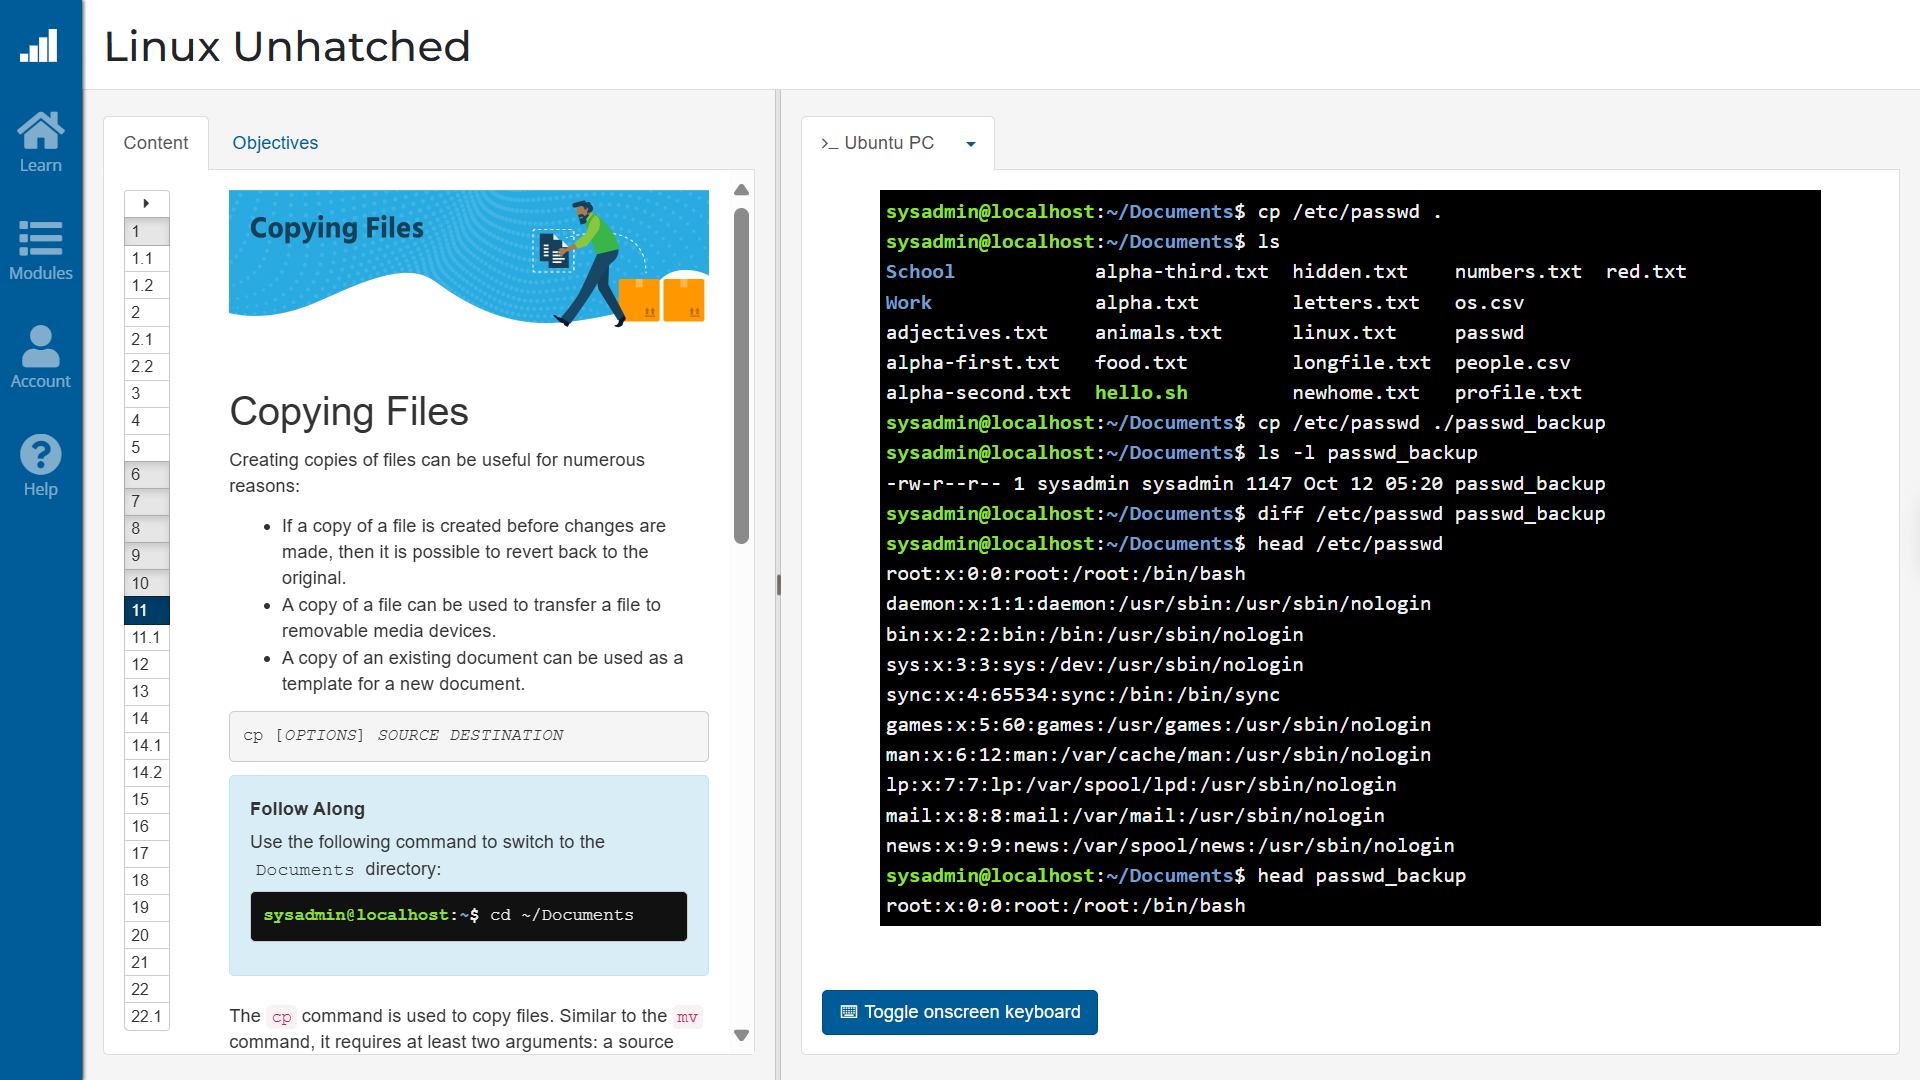 Linux Unhatched
Learn
Modules
Account
Help
Content
Objectives
1
1.1
1.2
2
2.1
2.2
3
4
5
6
7
8
9
10
11
11.1
12
13
14
14.1
14.2
15
16
17
18
19
20
21
22
22.1
Copying Files
Copying Files
Creating copies of files can be useful for numerous
reasons:
• If a copy of a file is created before changes are
made, then it is possible to revert back to the
original.
• A copy of a file can be used to transfer a file to
removable media devices.
• A copy of an existing document can be used as a
template for a new document.
cp [OPTIONS] SOURCE DESTINATION
Follow Along
Use the following command to switch to the
Documents directory:
sysadmin@localhost:~$ cd ~/Documents
The cp command is used to copy files. Similar to the mv
command, it requires at least two arguments: a source
>_ Ubuntu PC
sysadmin@localhost:~/Documents$ cp /etc/passwd .
sysadmin@localhost:~/Documents$ ls
School alpha-third.txt hidden.txt numbers.txt red.txt
Work alpha.txt letters.txt os.csv
adjectives.txt animals.txt linux.txt passwd
alpha-first.txt food.txt longfile.txt people.csv
alpha-second.txt hello.sh newhome.txt profile.txt
sysadmin@localhost:~/Documents$ cp /etc/passwd ./passwd_backup
sysadmin@localhost:~/Documents$ ls -l passwd_backup
-rw-r--r-- 1 sysadmin sysadmin 1147 Oct 12 05:20 passwd_backup
sysadmin@localhost:~/Documents$ diff /etc/passwd passwd_backup
sysadmin@localhost:~/Documents$ head /etc/passwd
root:x:0:0:root:/root:/bin/bash
daemon:x:1:1:daemon:/usr/sbin:/usr/sbin/nologin
bin:x:2:2:bin:/bin:/usr/sbin/nologin
sys:x:3:3:sys:/dev:/usr/sbin/nologin
sync:x:4:65534:sync:/bin:/bin/sync
games:x:5:60:games:/usr/games:/usr/sbin/nologin
man:x:6:12:man:/var/cache/man:/usr/sbin/nologin
lp:x:7:7:lp:/var/spool/lpd:/usr/sbin/nologin
mail:x:8:8:mail:/var/mail:/usr/sbin/nologin
news:x:9:9:news:/var/spool/news:/usr/sbin/nologin
sysadmin@localhost:~/Documents$ head passwd_backup
root:x:0:0:root:/root:/bin/bash
Toggle onscreen keyboard